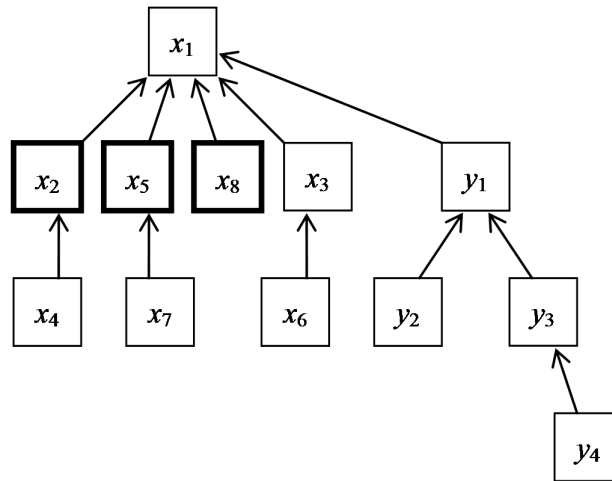 x₁
x₂ x₅ x₈ x₃ y₁
x₄ x₇ x₆ y₂ y₃
y₄